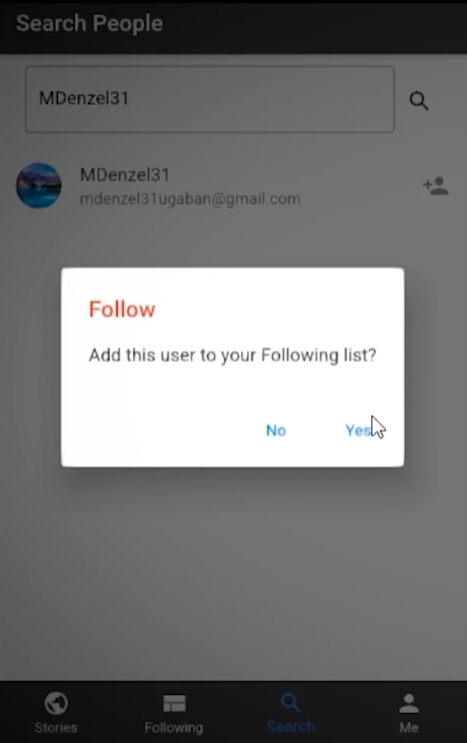 Search People
MDenzel31
MDenzel31
mdenzel31ugaban@gmail.com
Follow
Add this user to your Following list?
No Yes
Stories Following Search Me